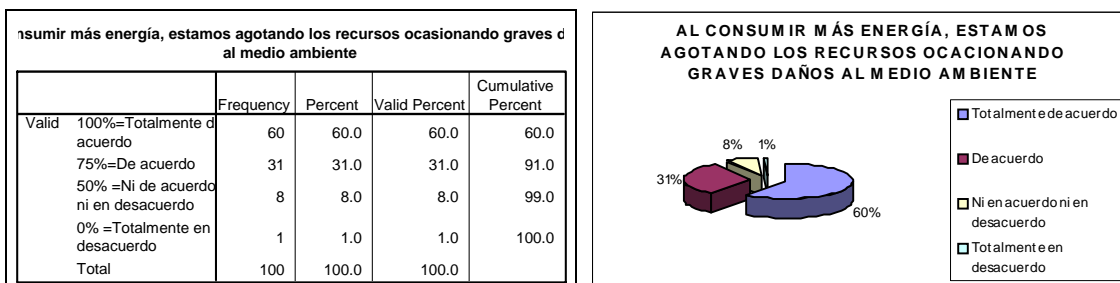 nsumir más energía, estamos agotando los recursos ocasionando graves d
al medio ambiente
Cumulative
Frequency Percent Valid Percent Percent
Valid 100%=Totalmente d
acuerdo 60 60.0 60.0 60.0
75%=De acuerdo 31 31.0 31.0 91.0
50% =Ni de acuerdo
ni en desacuerdo 8 8.0 8.0 99.0
0% =Totalmente en
desacuerdo 1 1.0 1.0 100.0
Total 100 100.0 100.0
AL CONSUMIR MÁS ENERGÍA, ESTAMOS
AGOTANDO LOS RECURSOS OCACIONANDO
GRAVES DAÑOS AL MEDIO AMBIENTE
8% 1%
31%
60%
Totalmente de acuerdo
De acuerdo
Ni en acuerdo ni en
desacuerdo
Totalmente en
desacuerdo